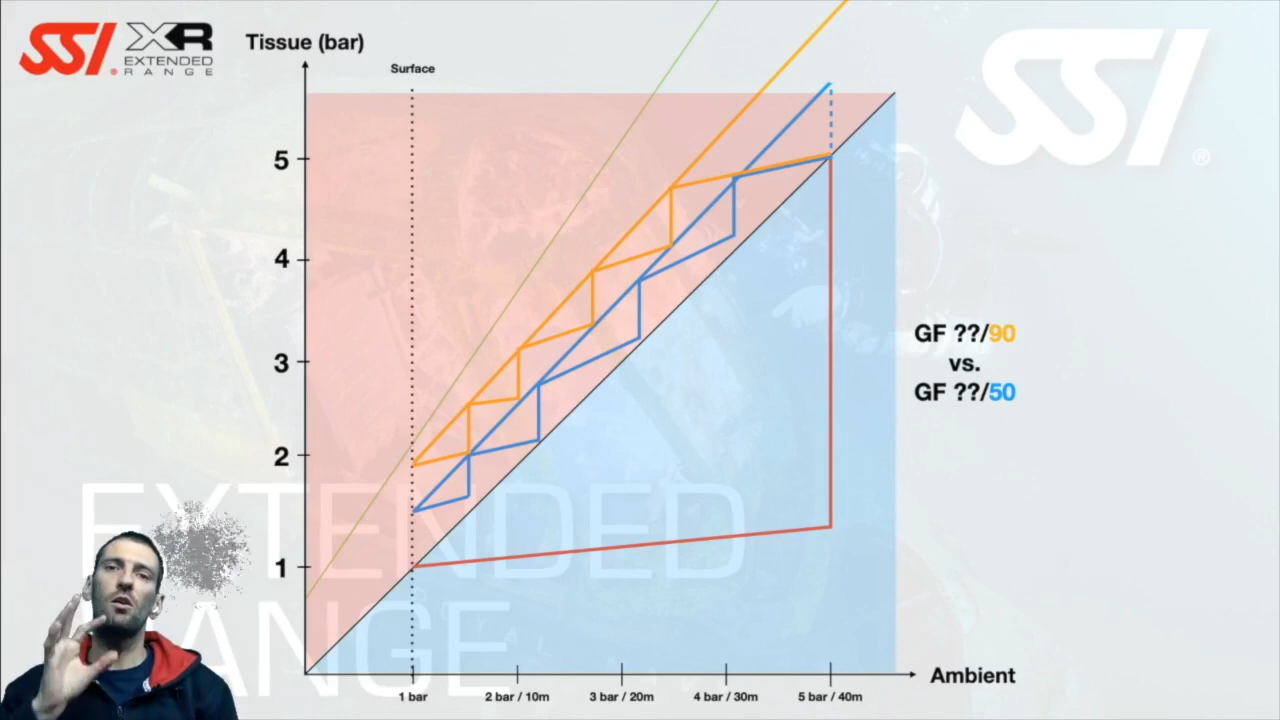 SSI
XR
EXTENDED
RANGE
Tissue (bar)
Surface
SSI
®
5
4
3
2
1
GF ??/90
vs.
GF ??/50
EXTENDED
RANGE
Ambient
1 bar
2 bar / 10m
3 bar / 20m
4 bar / 30m
5 bar / 40m